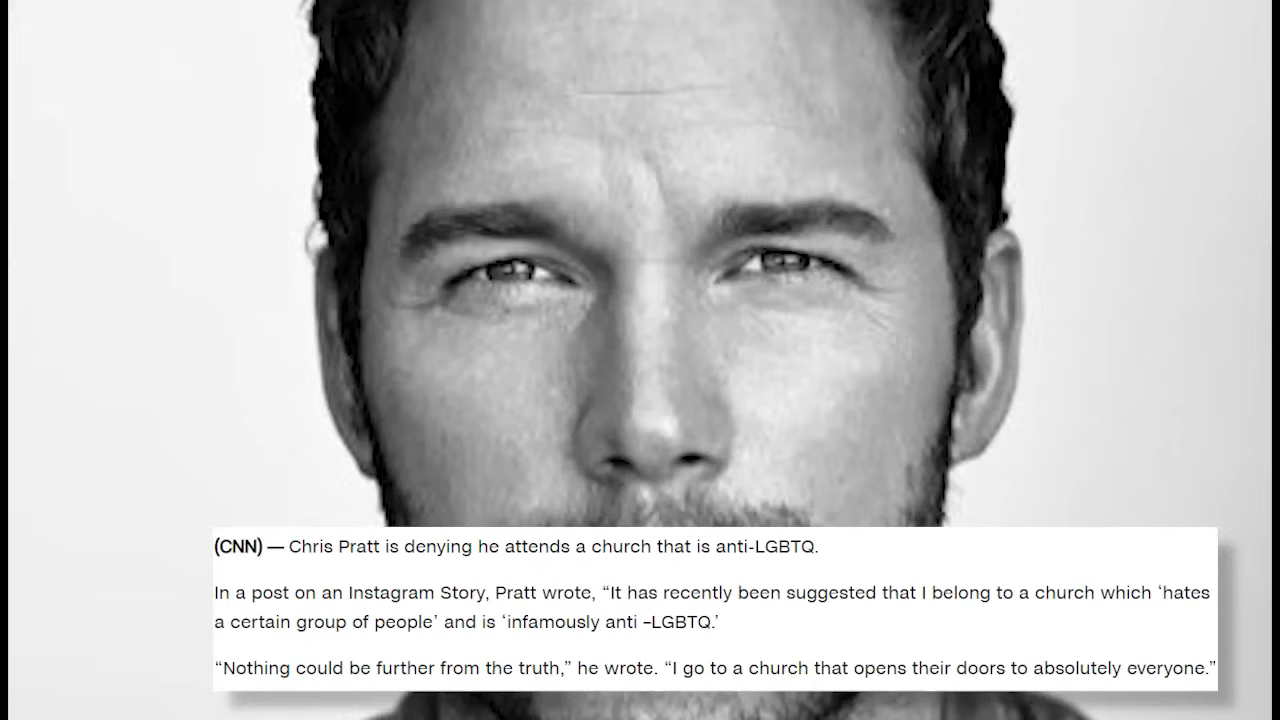 (CNN) — Chris Pratt is denying he attends a church that is anti-LGBTQ.
In a post on an Instagram Story, Pratt wrote, “It has recently been suggested that I belong to a church which ‘hates
a certain group of people’ and is ‘infamously anti –LGBTQ.’
“Nothing could be further from the truth,” he wrote. “I go to a church that opens their doors to absolutely everyone.”